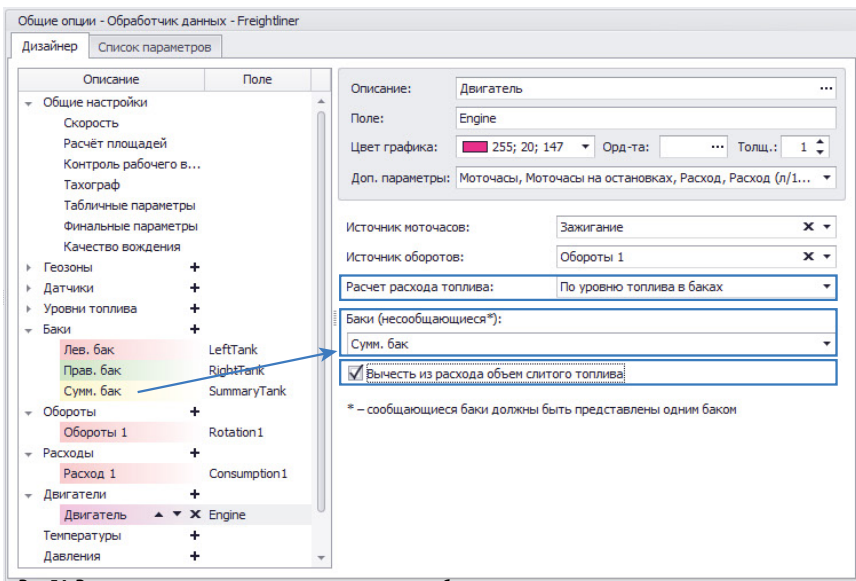 Общие опции - Обработчик данных - Freightliner
Дизайнер Список параметров
Описание Поле
Общие настройки
Скорость
Расчёт площадей
Контроль рабочего в...
Тахограф
Табличные параметры
Финальные параметры
Качество вождения
Геозоны +
Датчики +
Уровни топлива +
Баки +
Лев. бак LeftTank
Прав. бак RightTank
Сумм. бак SummaryTank
Обороты +
Обороты 1 Rotation1
Расходы +
Расход 1 Consumption1
Двигатели +
Двигатель Engine
Температуры +
Давления +
Описание: Двигатель ...
Поле: Engine
Цвет графика: 255; 20; 147 Орд-та: ... Толщ.: 1
Доп. параметры: Моточасы, Моточасы на остановках, Расход, Расход (л/1...
Источник моточасов: Зажигание
Источник оборотов: Обороты 1
Расчет расхода топлива: По уровню топлива в баках
Баки (несообщающиеся*):
Сумм. бак
Вычесть из расхода объем слитого топлива
* – сообщающиеся баки должны быть представлены одним баком